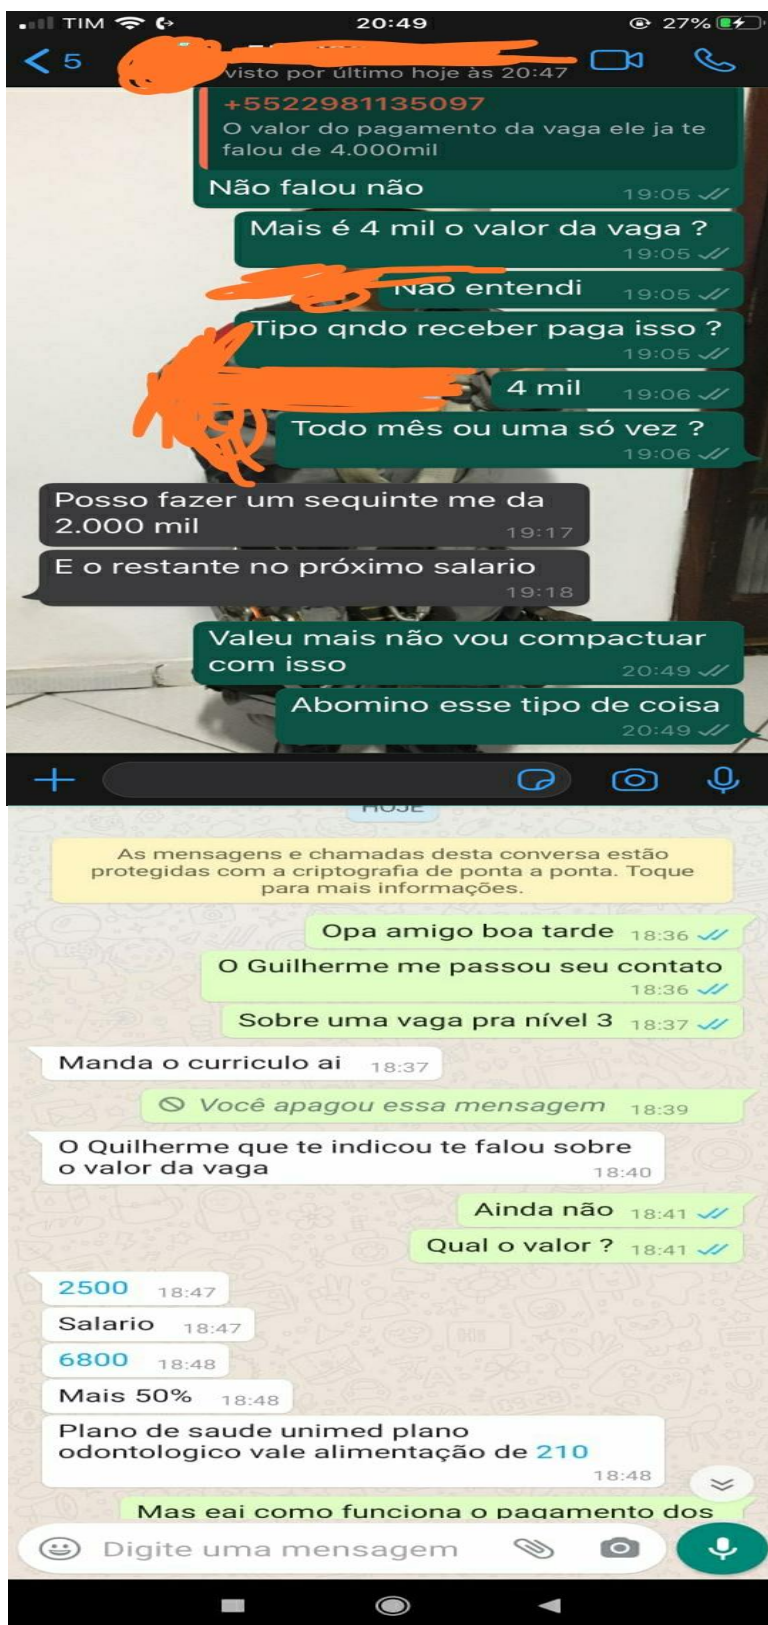 TIM 20:49 27%
5
visto por último hoje às 20:47
+5522981135097
O valor do pagamento da vaga ele ja te
falou de 4.000mil
Não falou não 19:05
Mais é 4 mil o valor da vaga ?
19:05
Nao entendi 19:05
Tipo qndo receber paga isso ?
19:05
4 mil 19:06
Todo mês ou uma só vez ?
19:06
Posso fazer um sequinte me da
2.000 mil 19:17
E o restante no próximo salario
19:18
Valeu mais não vou compactuar
com isso 20:49
Abomino esse tipo de coisa
20:49
HOJE
As mensagens e chamadas desta conversa estão
protegidas com a criptografia de ponta a ponta. Toque
para mais informações.
Opa amigo boa tarde 18:36
O Guilherme me passou seu contato
18:36
Sobre uma vaga pra nível 3 18:37
Manda o curriculo ai 18:37
Você apagou essa mensagem 18:39
O Quilherme que te indicou te falou sobre
o valor da vaga 18:40
Ainda não 18:41
Qual o valor ? 18:41
2500 18:47
Salario 18:47
6800 18:48
Mais 50% 18:48
Plano de saude unimed plano
odontologico vale alimentação de 210
18:48
Mas eai como funciona o pagamento dos
Digite uma mensagem